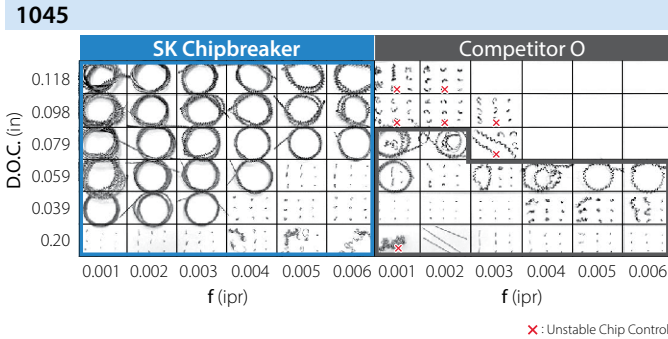 1045
SK Chipbreaker
Competitor O
D.O.C. (in)
0.118
0.098
0.079
0.059
0.039
0.20
0.001 0.002 0.003 0.004 0.005 0.006 0.001 0.002 0.003 0.004 0.005 0.006
f (ipr) f (ipr)
× : Unstable Chip Control